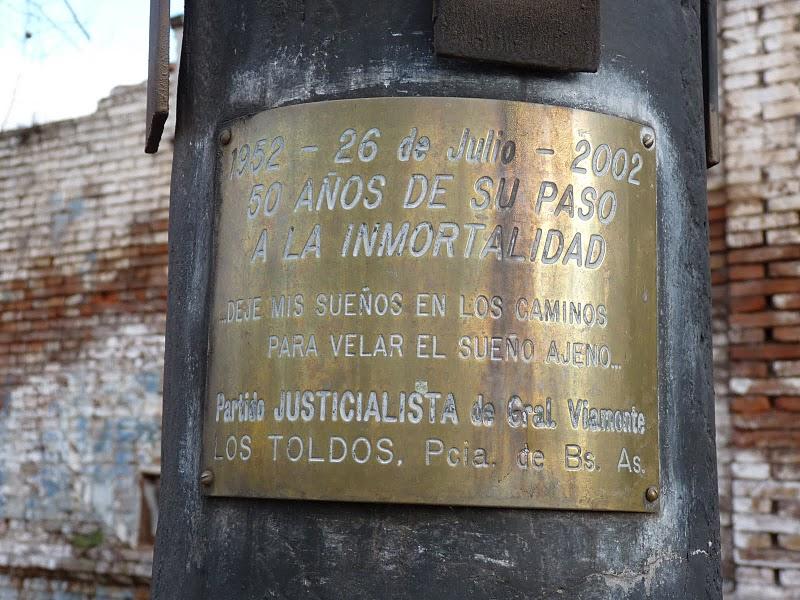 1952 - 26 de Julio - 2002
50 AÑOS DE SU PASO
A LA INMORTALIDAD
...DEJE MIS SUEÑOS EN LOS CAMINOS
PARA VELAR EL SUEÑO AJENO...
Partido JUSTICIALISTA de Gral. Viamonte
LOS TOLDOS. Pcia. de Bs. As.